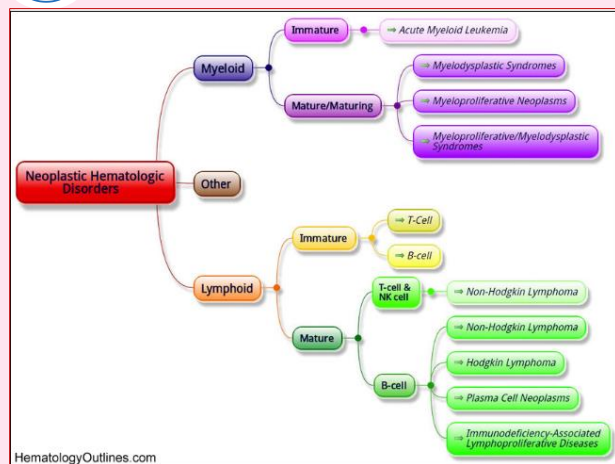 Neoplastic Hematologic
Disorders
Myeloid
Immature
⇒ Acute Myeloid Leukemia
Mature/Maturing
⇒ Myelodysplastic Syndromes
⇒ Myeloproliferative Neoplasms
⇒ Myeloproliferative/Myelodysplastic
Syndromes
Other
Lymphoid
Immature
⇒ T-Cell
⇒ B-cell
Mature
T-cell &
NK cell
⇒ Non-Hodgkin Lymphoma
B-cell
⇒ Non-Hodgkin Lymphoma
⇒ Hodgkin Lymphoma
⇒ Plasma Cell Neoplasms
⇒ Immunodeficiency-Associated
Lymphoproliferative Diseases
HematologyOutlines.com